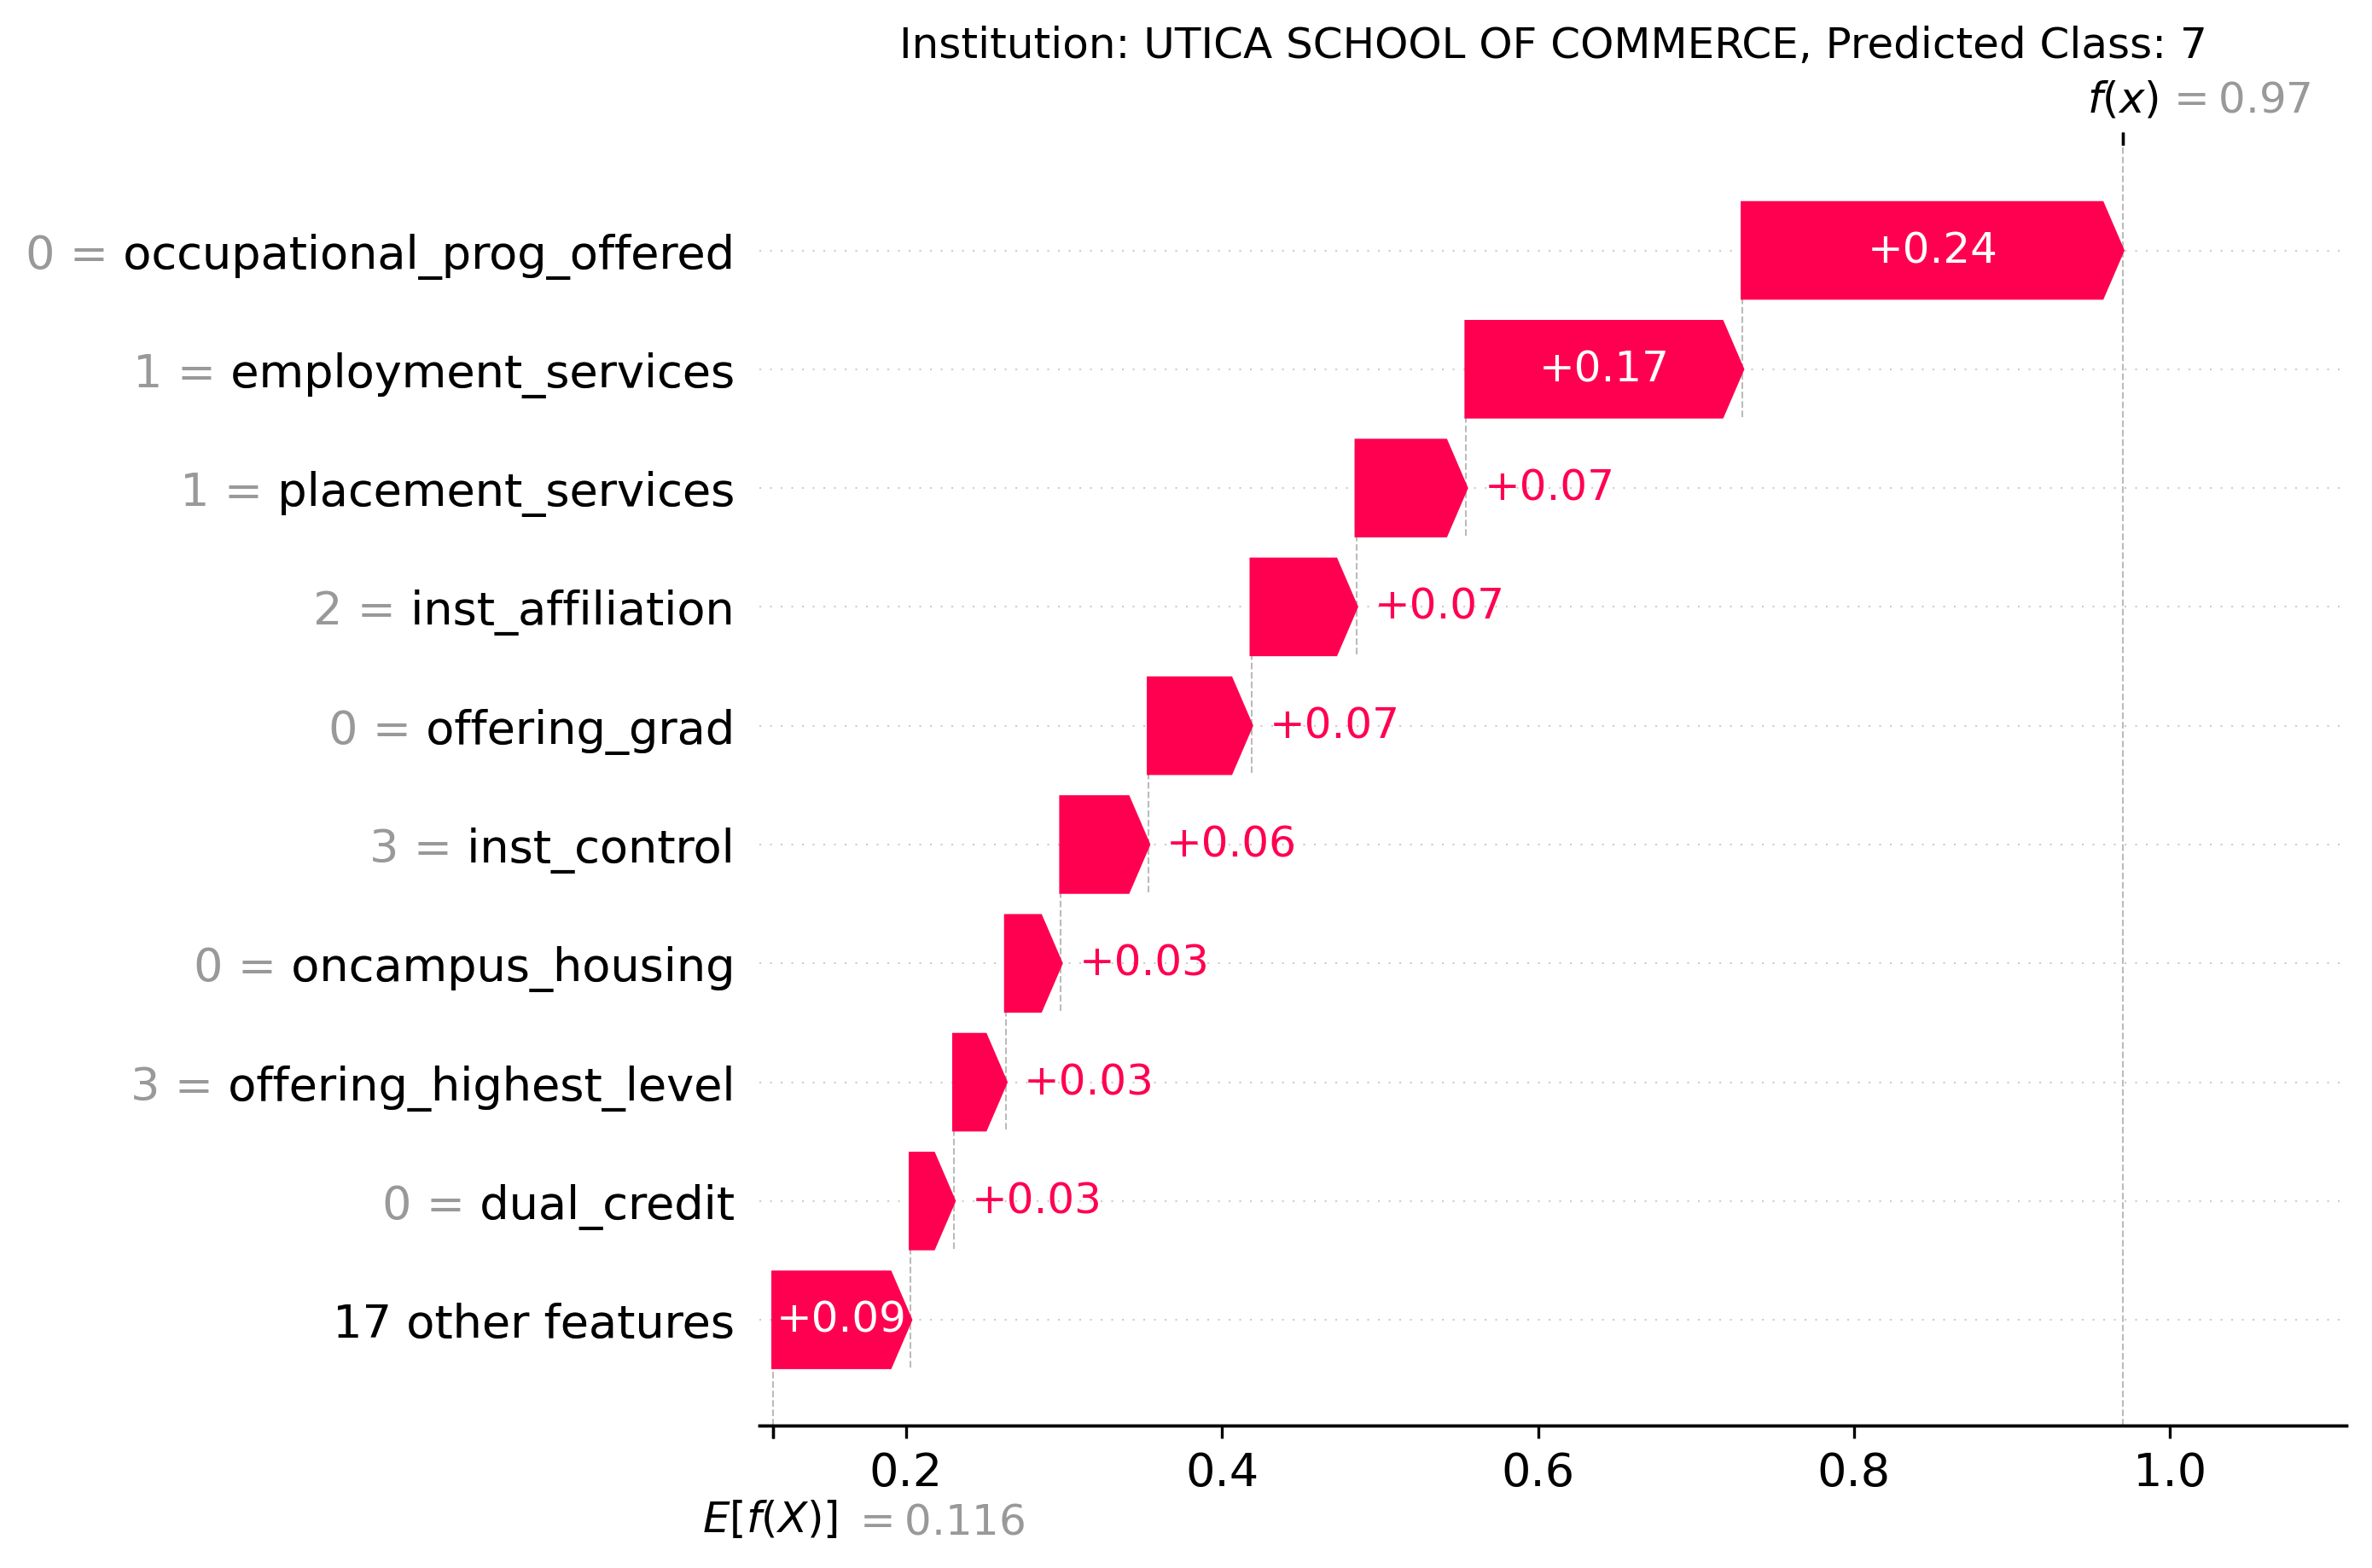 Institution: UTICA SCHOOL OF COMMERCE, Predicted Class: 7
f(x) = 0.97
0 = occupational_prog_offered +0.24
1 = employment_services +0.17
1 = placement_services +0.07
2 = inst_affiliation +0.07
0 = offering_grad +0.07
3 = inst_control +0.06
0 = oncampus_housing +0.03
3 = offering_highest_level +0.03
0 = dual_credit +0.03
17 other features +0.09
0.2 0.4 0.6 0.8 1.0
E[f(X)] = 0.116